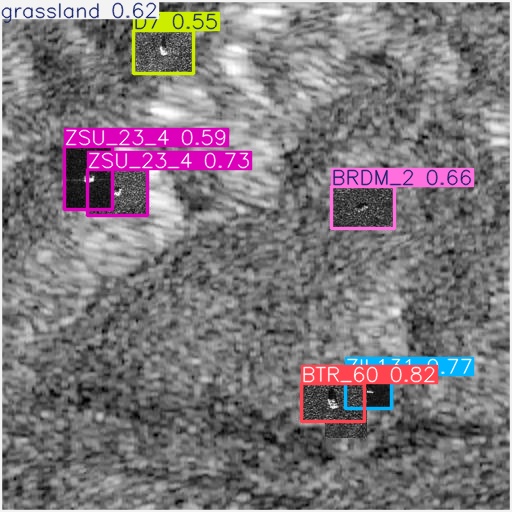 grassland 0.62
D7 0.55
ZSU_23_4 0.59
ZSU_23_4 0.73
BRDM_2 0.66
ZIL131 0.77
BTR_60 0.82